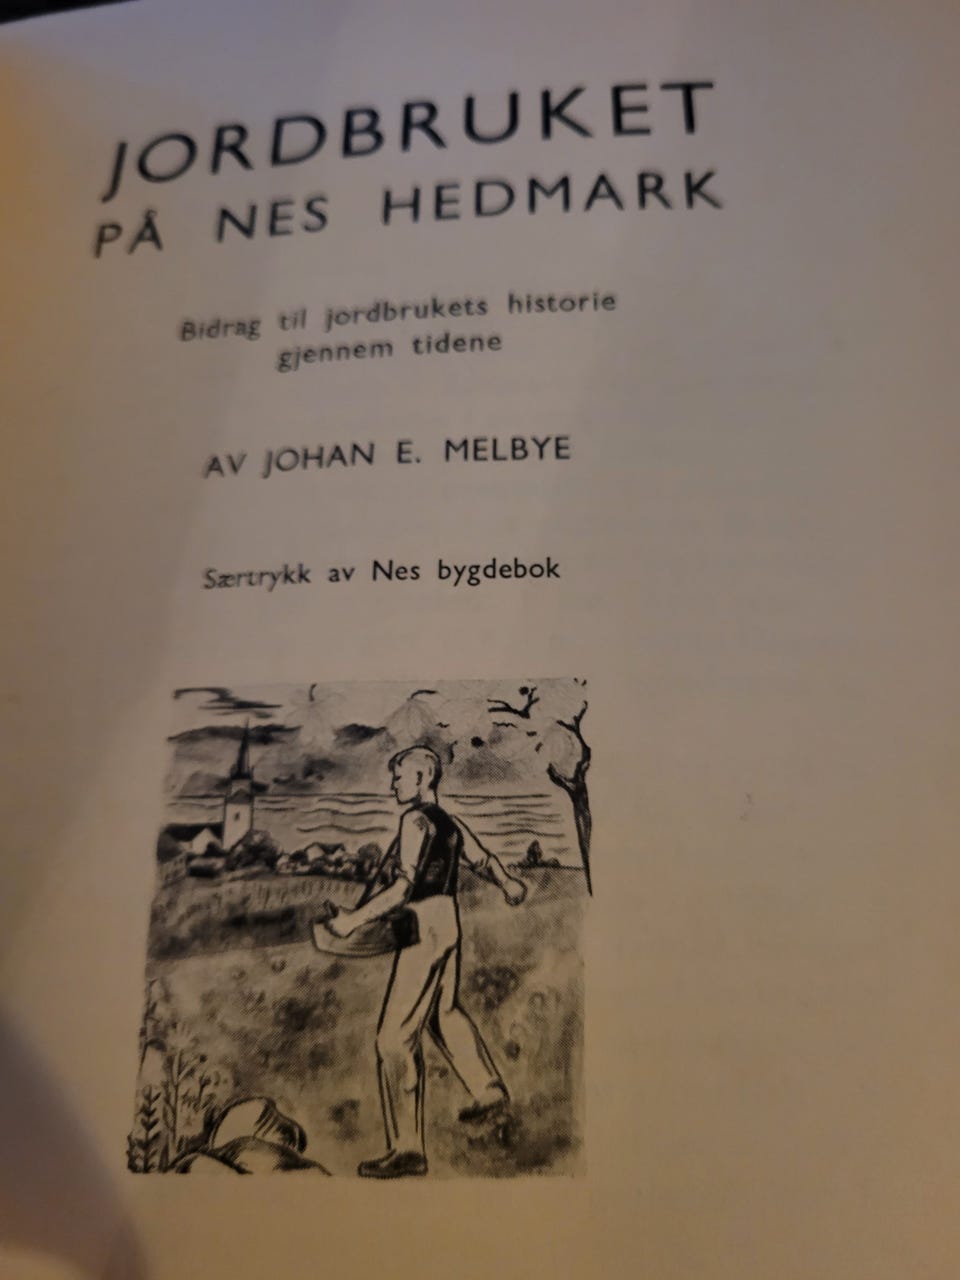 JORDBRUKET
PÅ NES HEDMARK
Bidrag til jordbrukets historie
gjennem tidene
AV JOHAN E. MELBYE
Særtrykk av Nes bygdebok